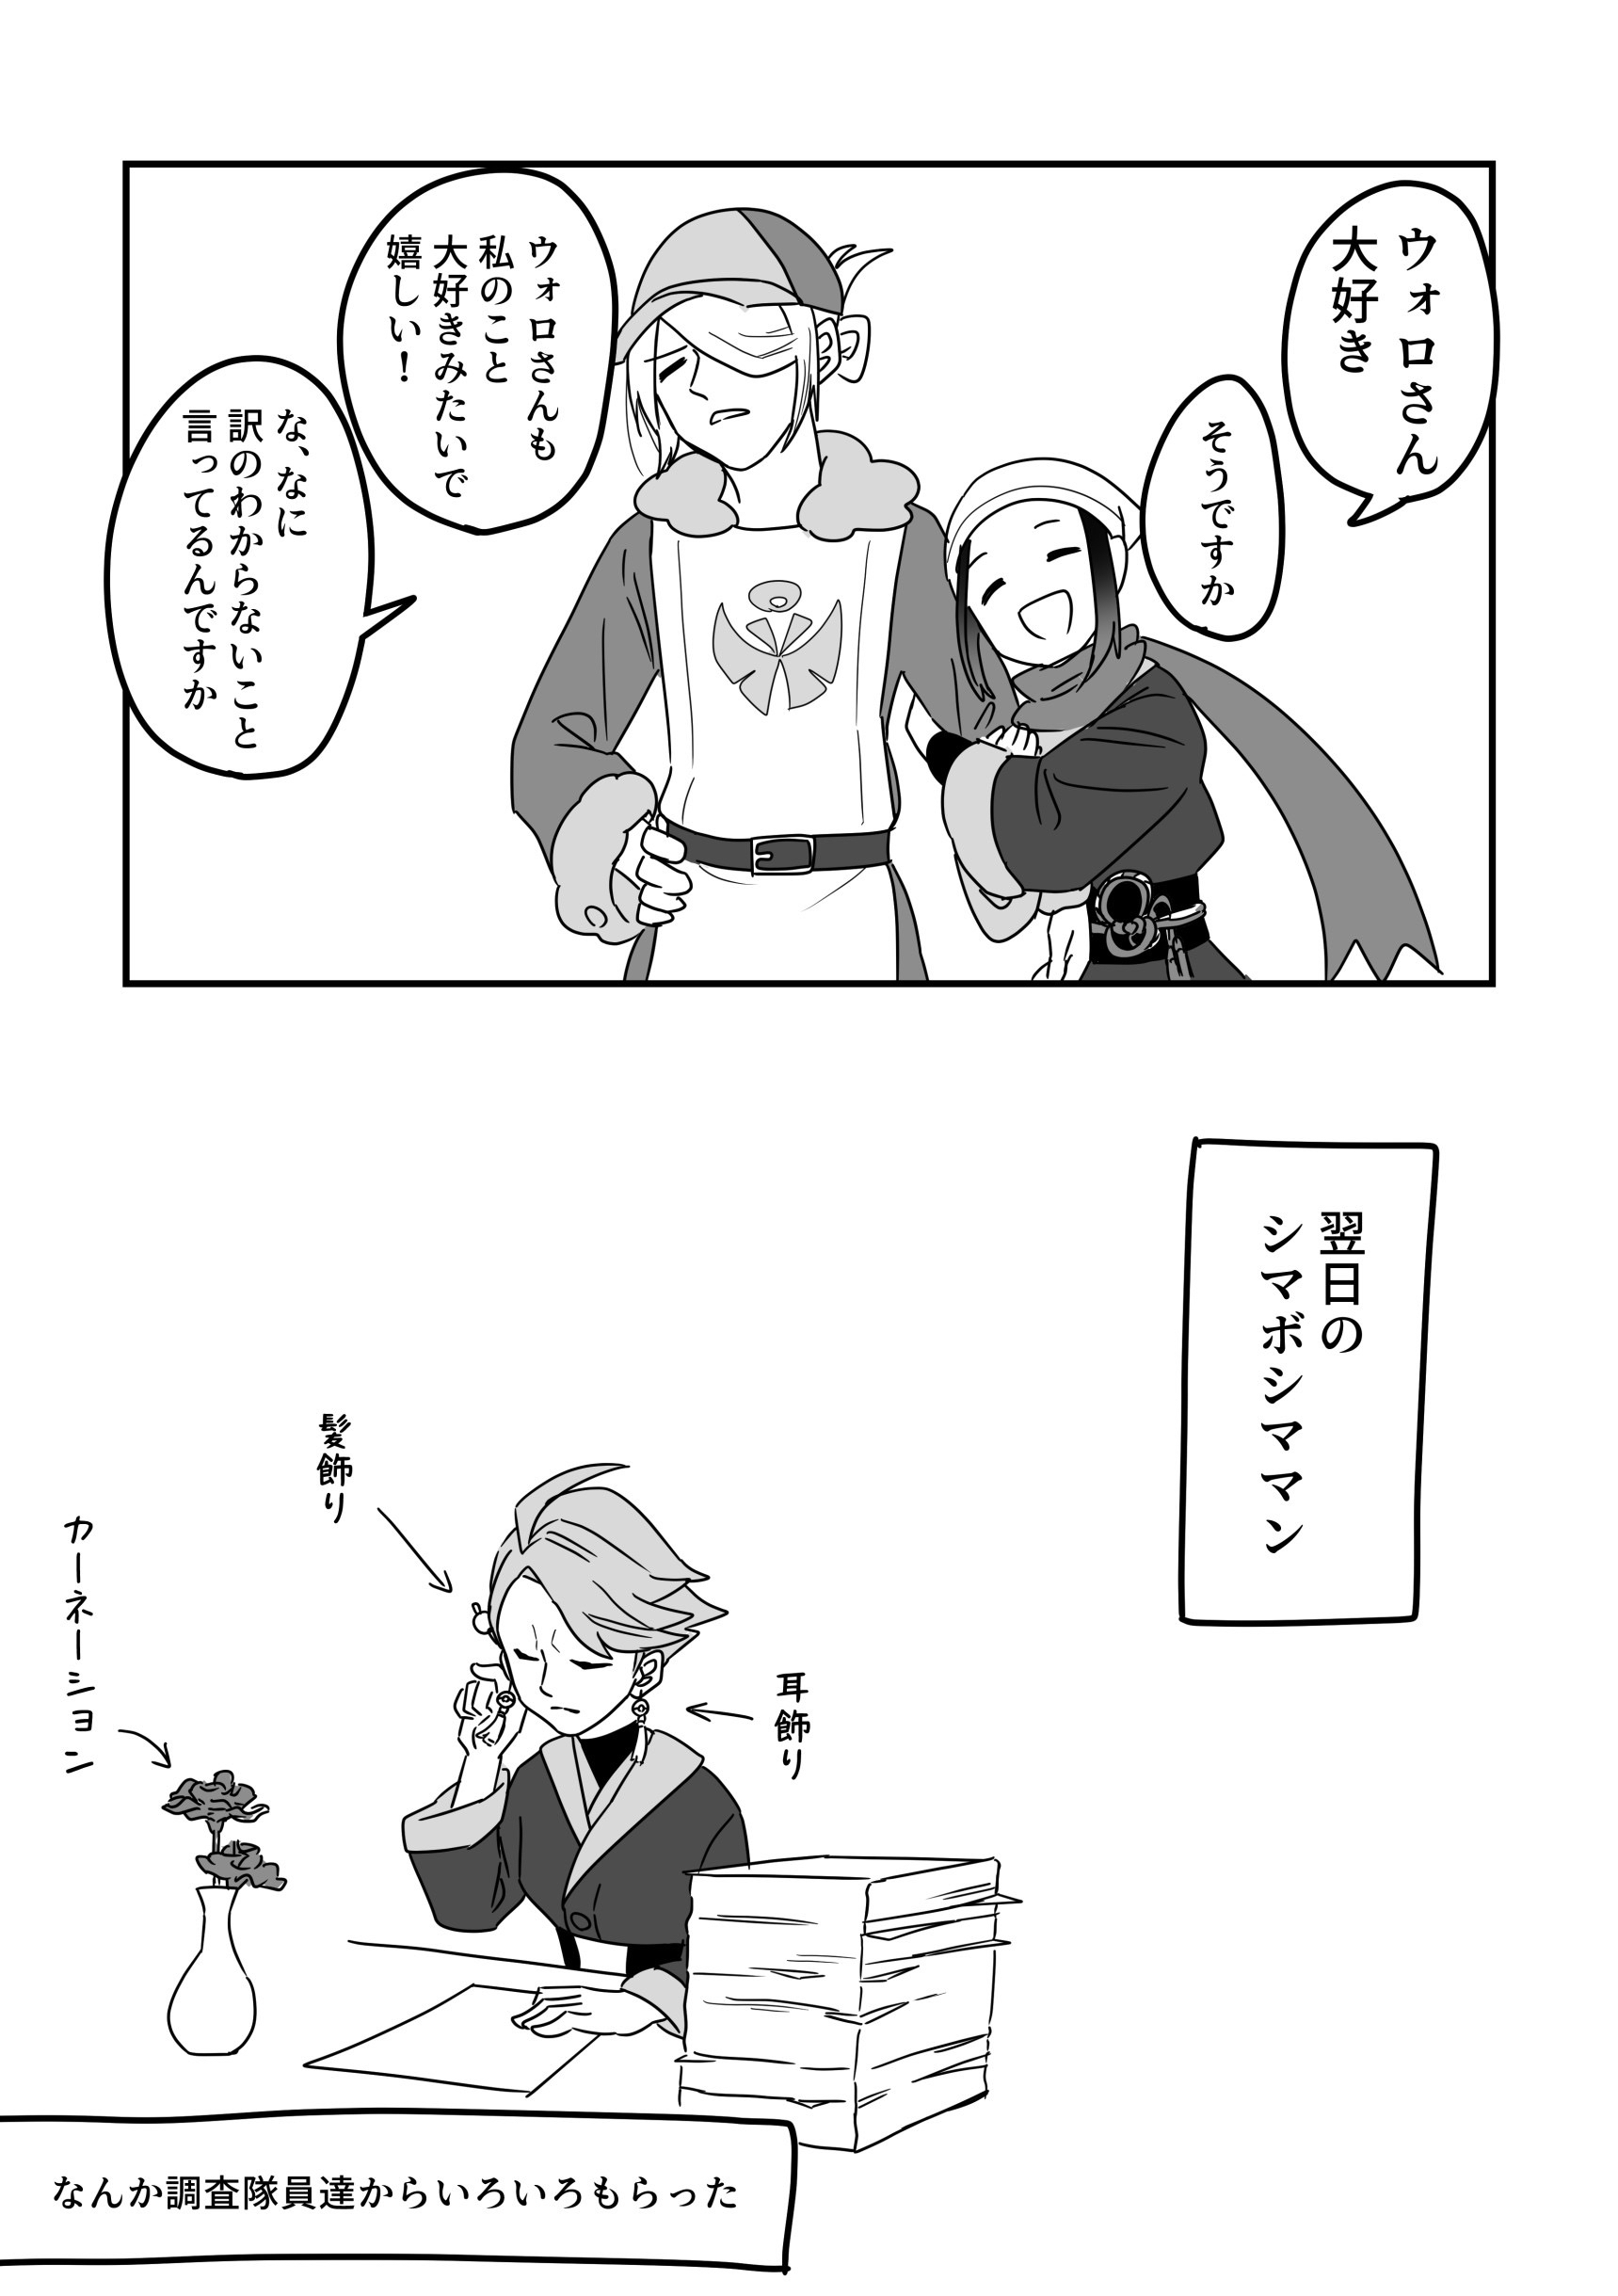 ウォロさん
大好き
そうですか
ウォロさんも
私のこと
大好きみたいで
嬉しい！
な、なに
訳のわからないこと
言ってるんですか
翌日の
シマボシママン
髪飾り
耳飾り
カーネーション
なんか調査隊員達からいろいろもらった